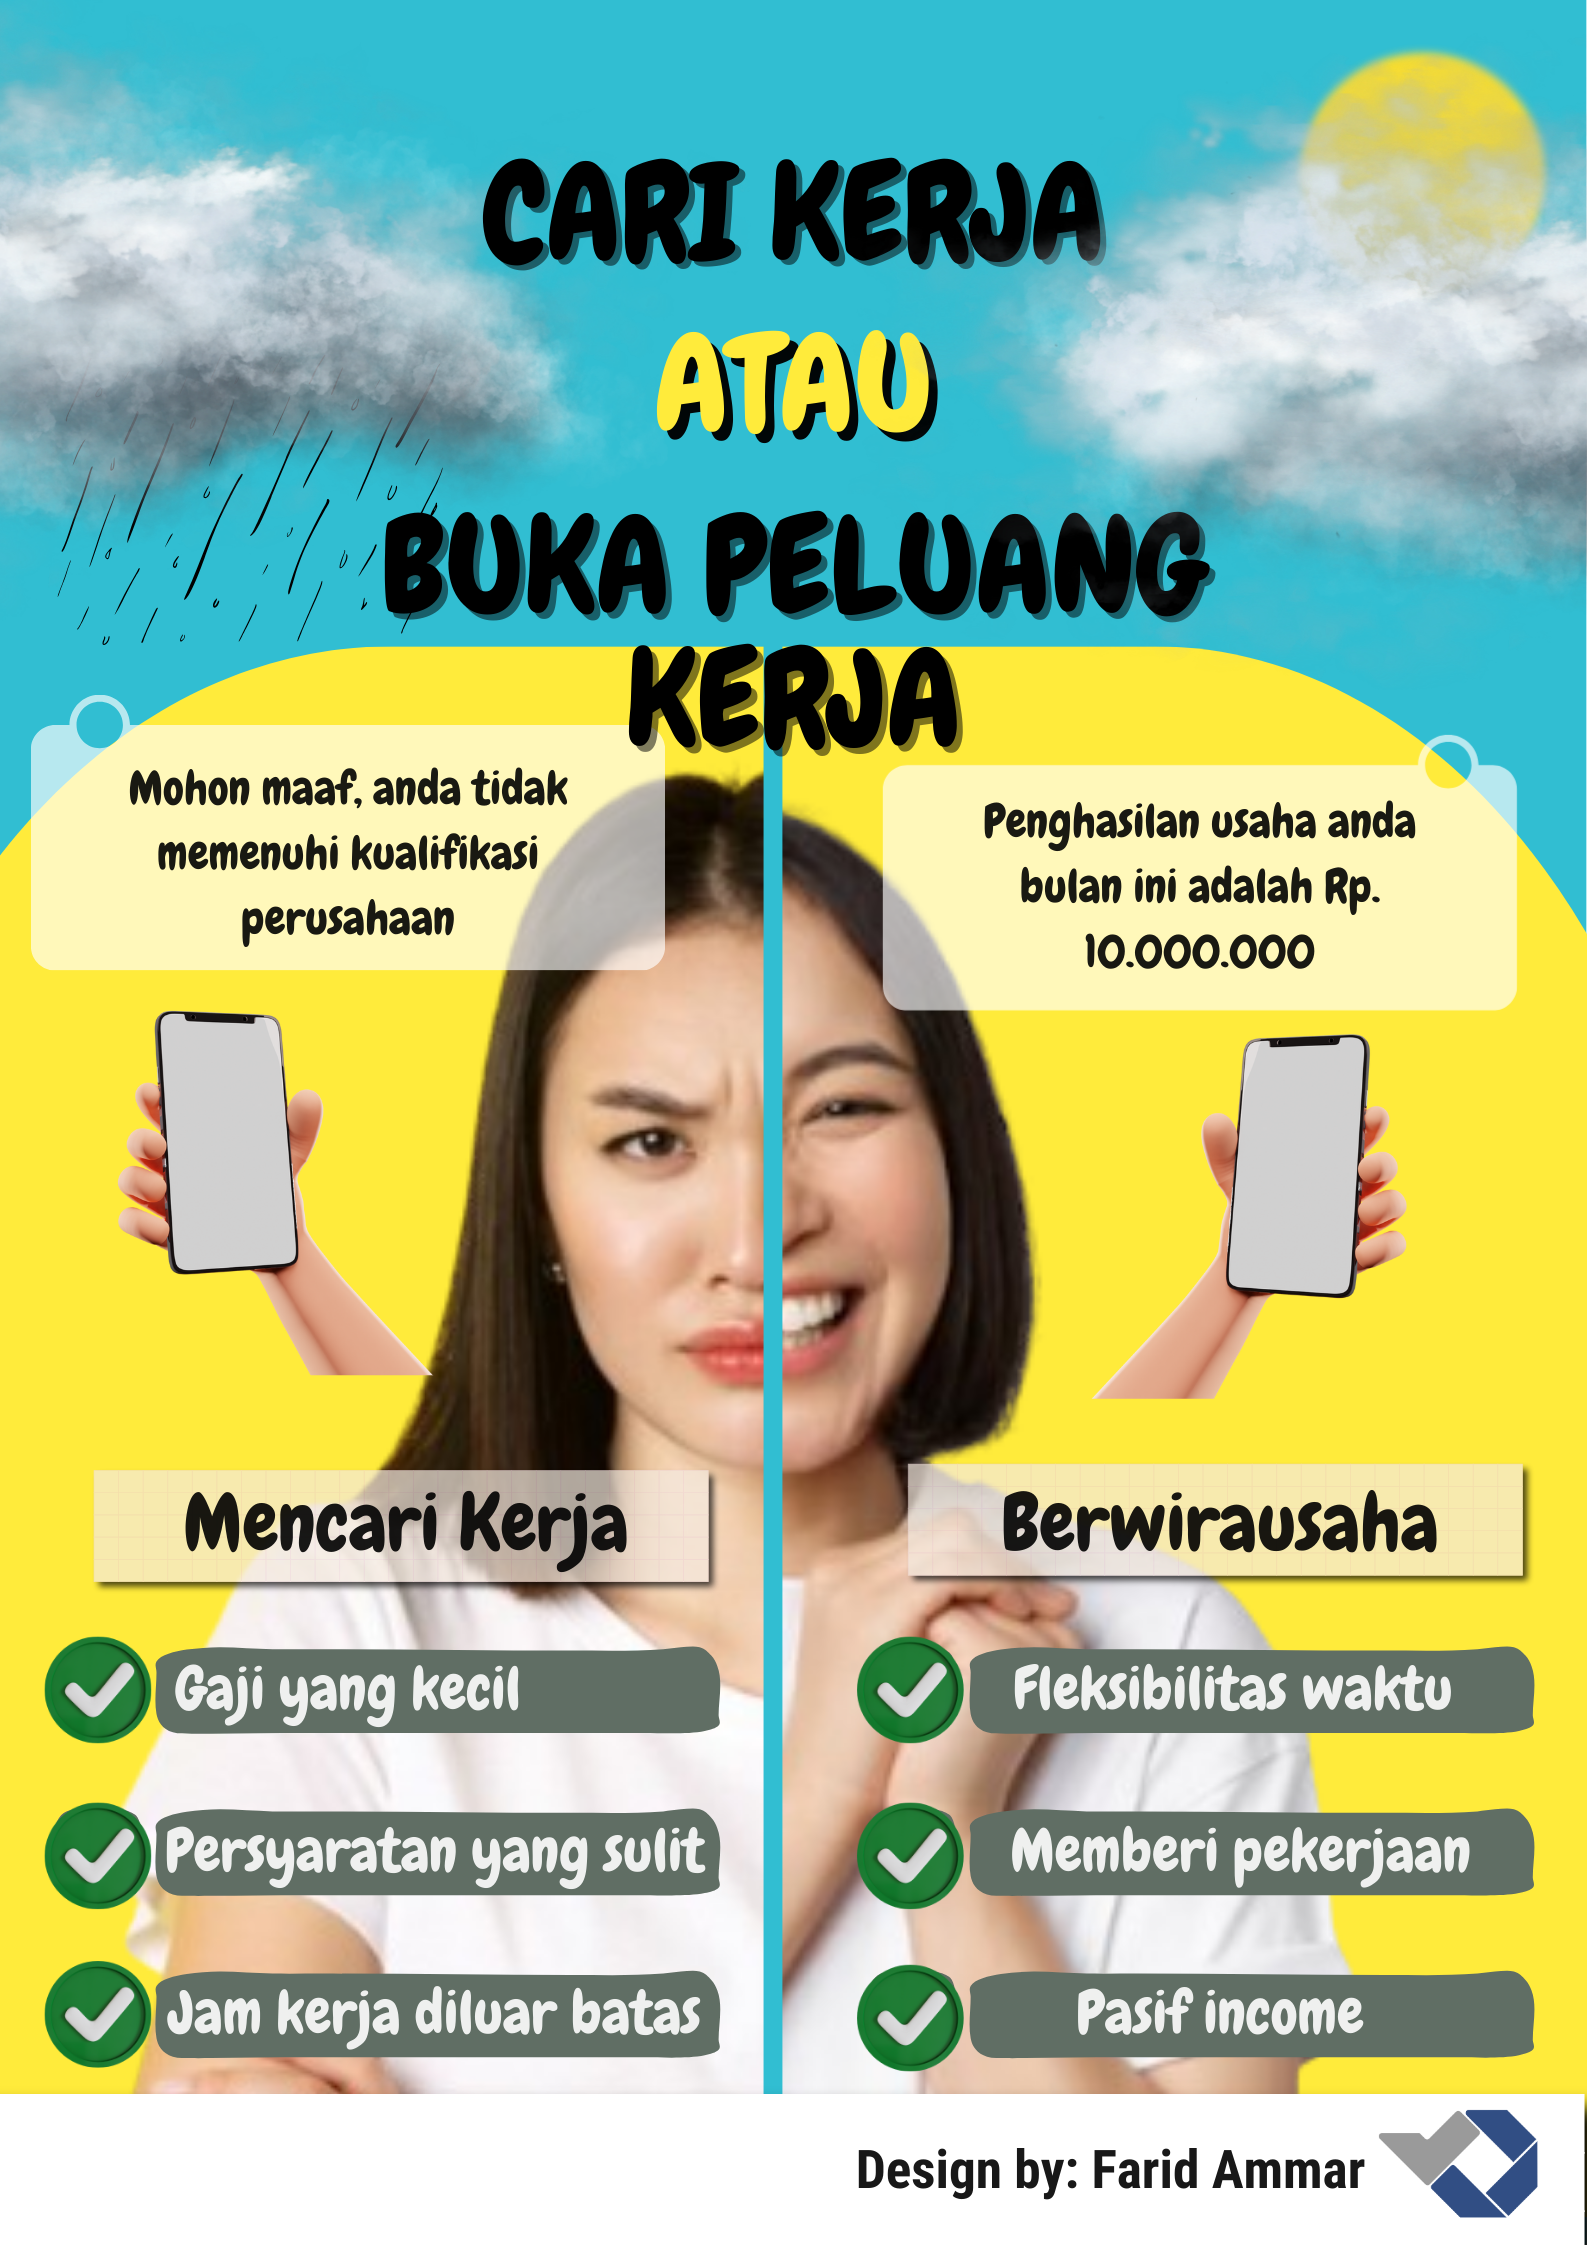 CARI KERJA
ATAU
BUKA PELUANG
KERJA
Mohon maaf, anda tidak
memenuhi kualifikasi
perusahaan
Penghasilan usaha anda
bulan ini adalah Rp.
10.000.000
Mencari Kerja
Gaji yang kecil
Persyaratan yang sulit
Jam kerja diluar batas
Berwirausaha
Fleksibilitas waktu
Memberi pekerjaan
Pasif income
Design by: Farid Ammar